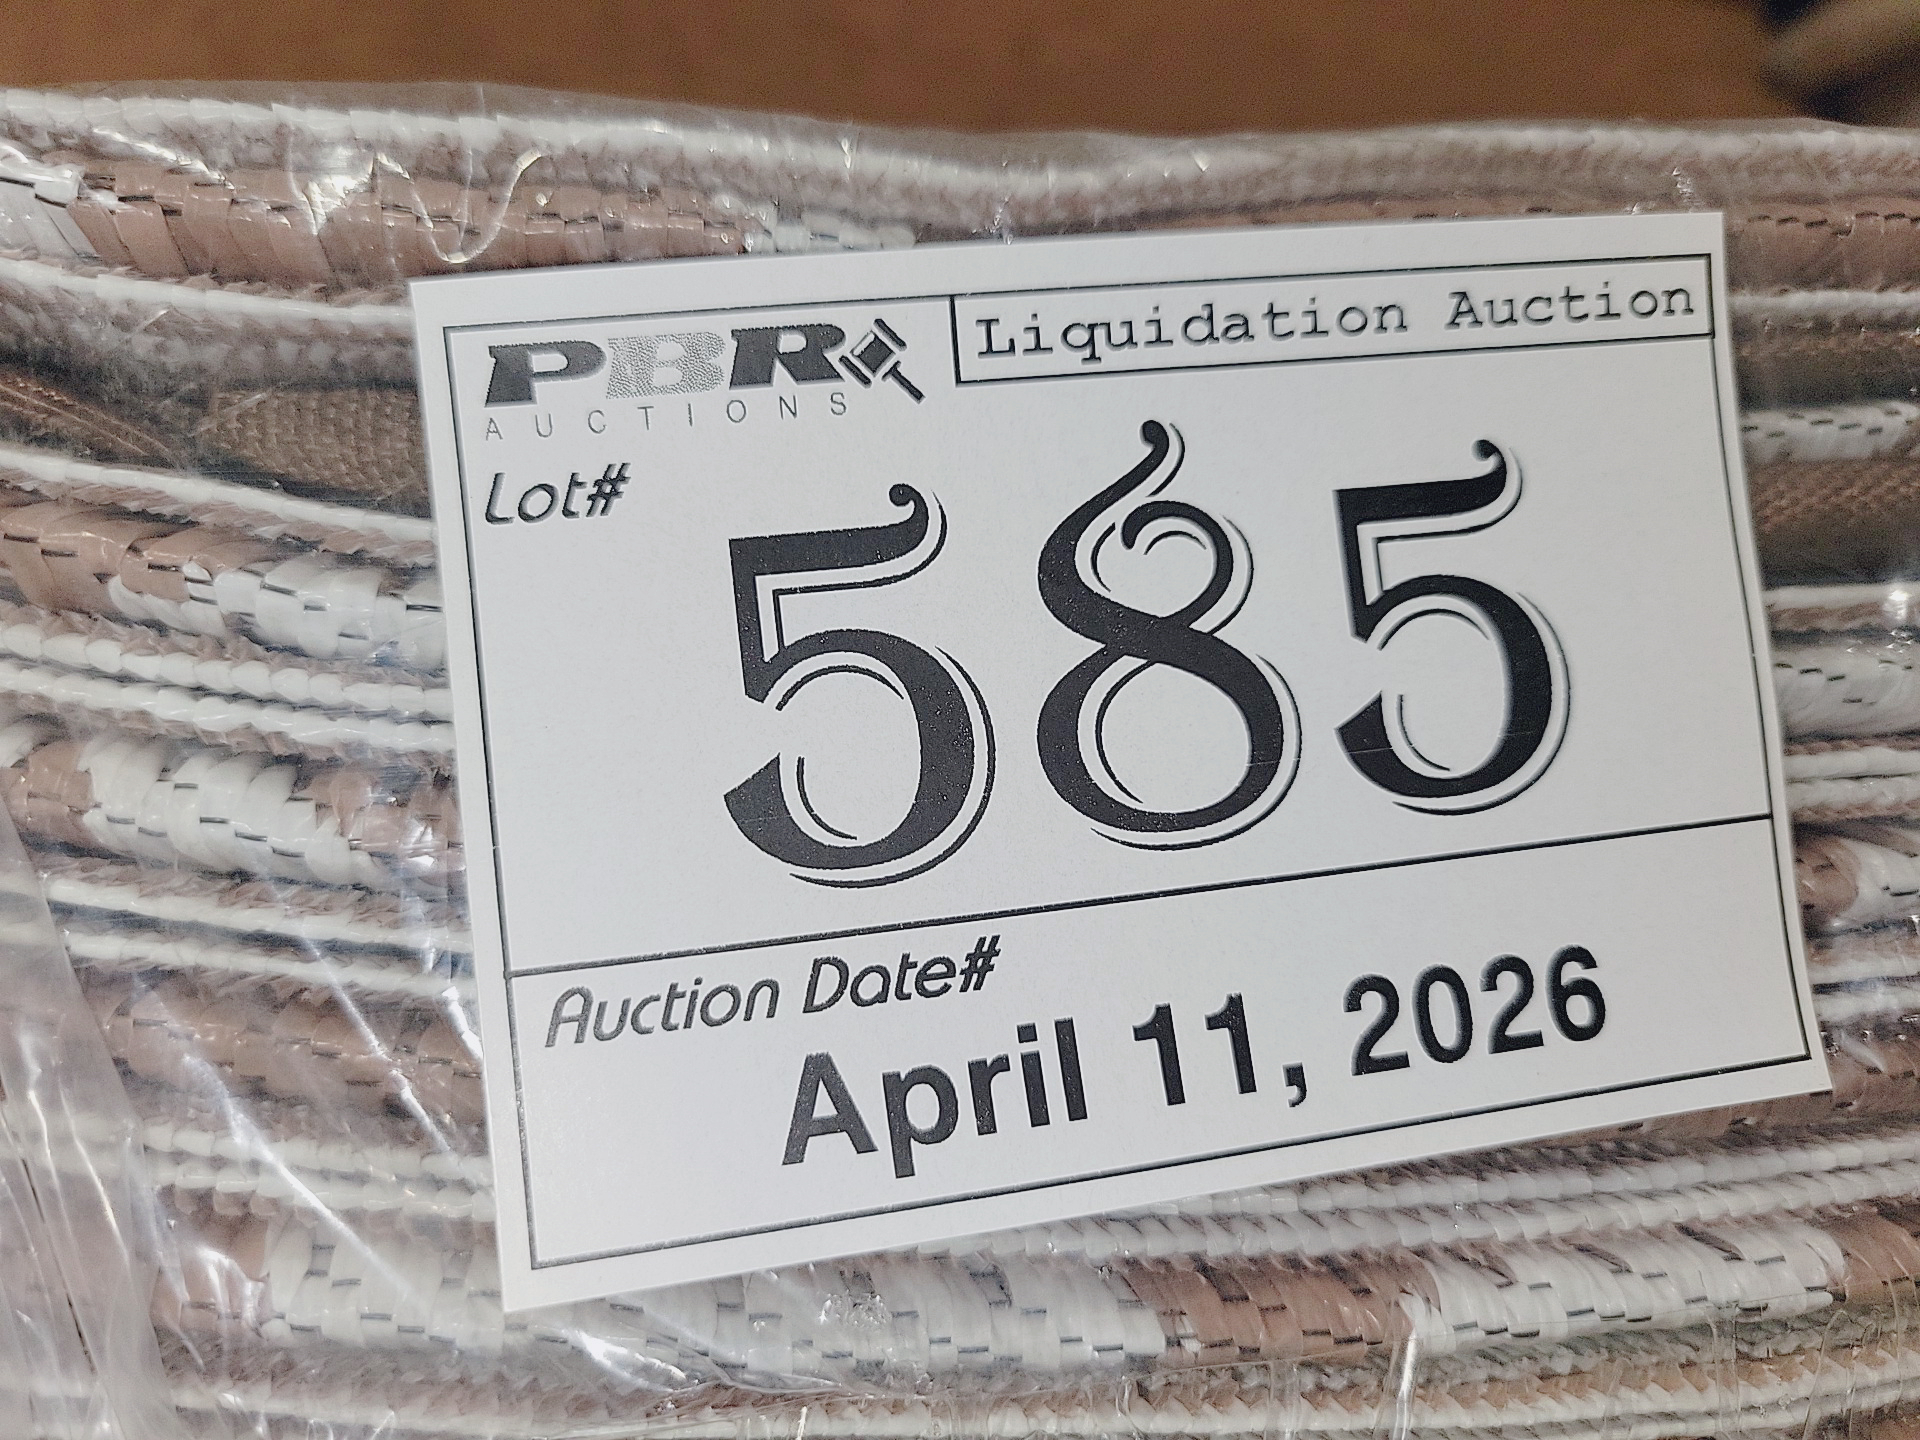 PBR
AUCTIONS
Liquidation Auction
Lot#
585
Auction Date#
April 11, 2026